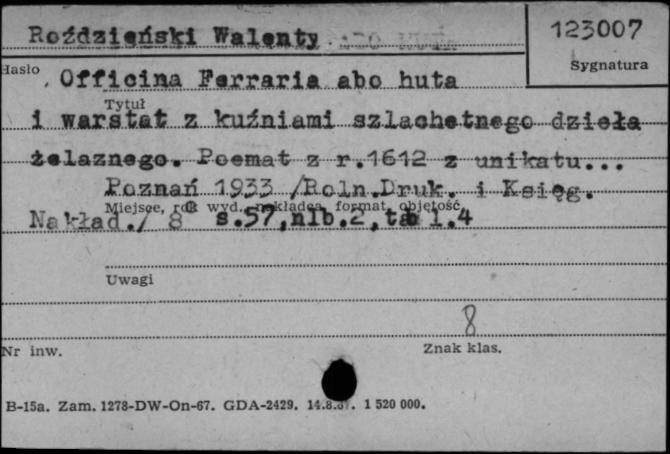 Roździeński Walenty
123007
Hasło
Sygnatura
Officina Ferraria abo huta
Tytuł
i warstat z kuźniami szlachetnego dzieła
żelaznego. Poemat z r.1612 z unikatu...
Poznań 1933 /Roln.Druk. i Księg.
Miejsce, rok wyd., nakładca, format, objętość
Nakład./ 8° s.57,nlb.2,tabl.4
Uwagi
8
Nr inw.
Znak klas.
B-15a. Zam. 1278-DW-On-67. GDA-2429. 14.8.67. 1 520 000.